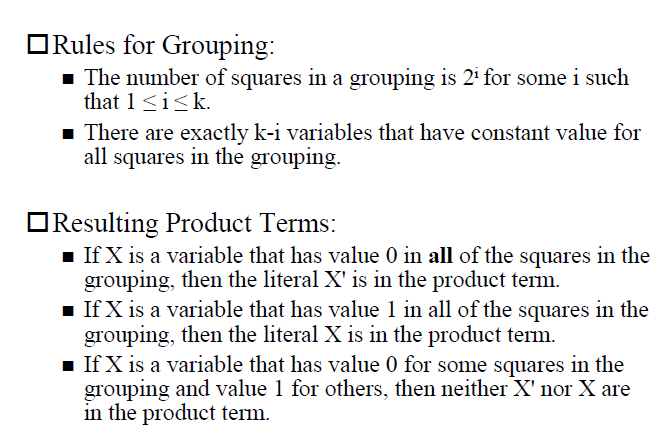 □Rules for Grouping:
▪ The number of squares in a grouping is 2ⁱ for some i such
that 1 ≤ i ≤ k.
▪ There are exactly k-i variables that have constant value for
all squares in the grouping.
□Resulting Product Terms:
▪ If X is a variable that has value 0 in all of the squares in the
grouping, then the literal X' is in the product term.
▪ If X is a variable that has value 1 in all of the squares in the
grouping, then the literal X is in the product term.
▪ If X is a variable that has value 0 for some squares in the
grouping and value 1 for others, then neither X' nor X are
in the product term.